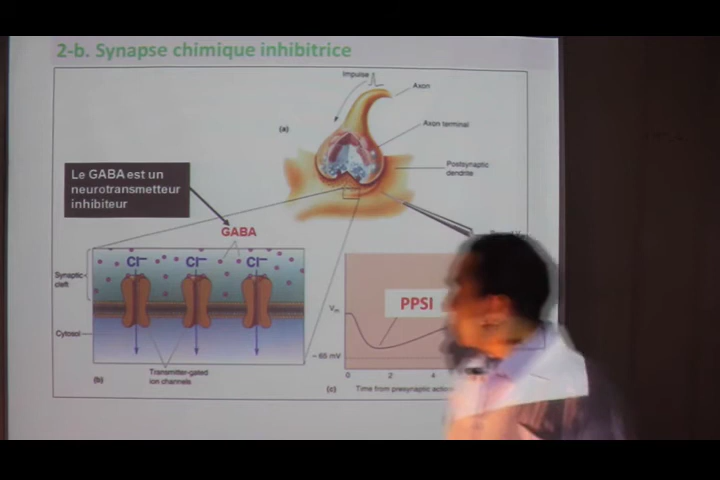 2-b. Synapse chimique inhibitrice
Impulse
Axon
(a)
Axon terminal
Postsynaptic
dendrite
Le GABA est un
neurotransmetteur
inhibiteur
GABA
Cl− Cl− Cl−
Synaptic
cleft
Cytosol
Transmitter-gated
ion channels
(b)
Vm
PPSI
− 65 mV
0 2 4
(c)
Time from presynaptic action